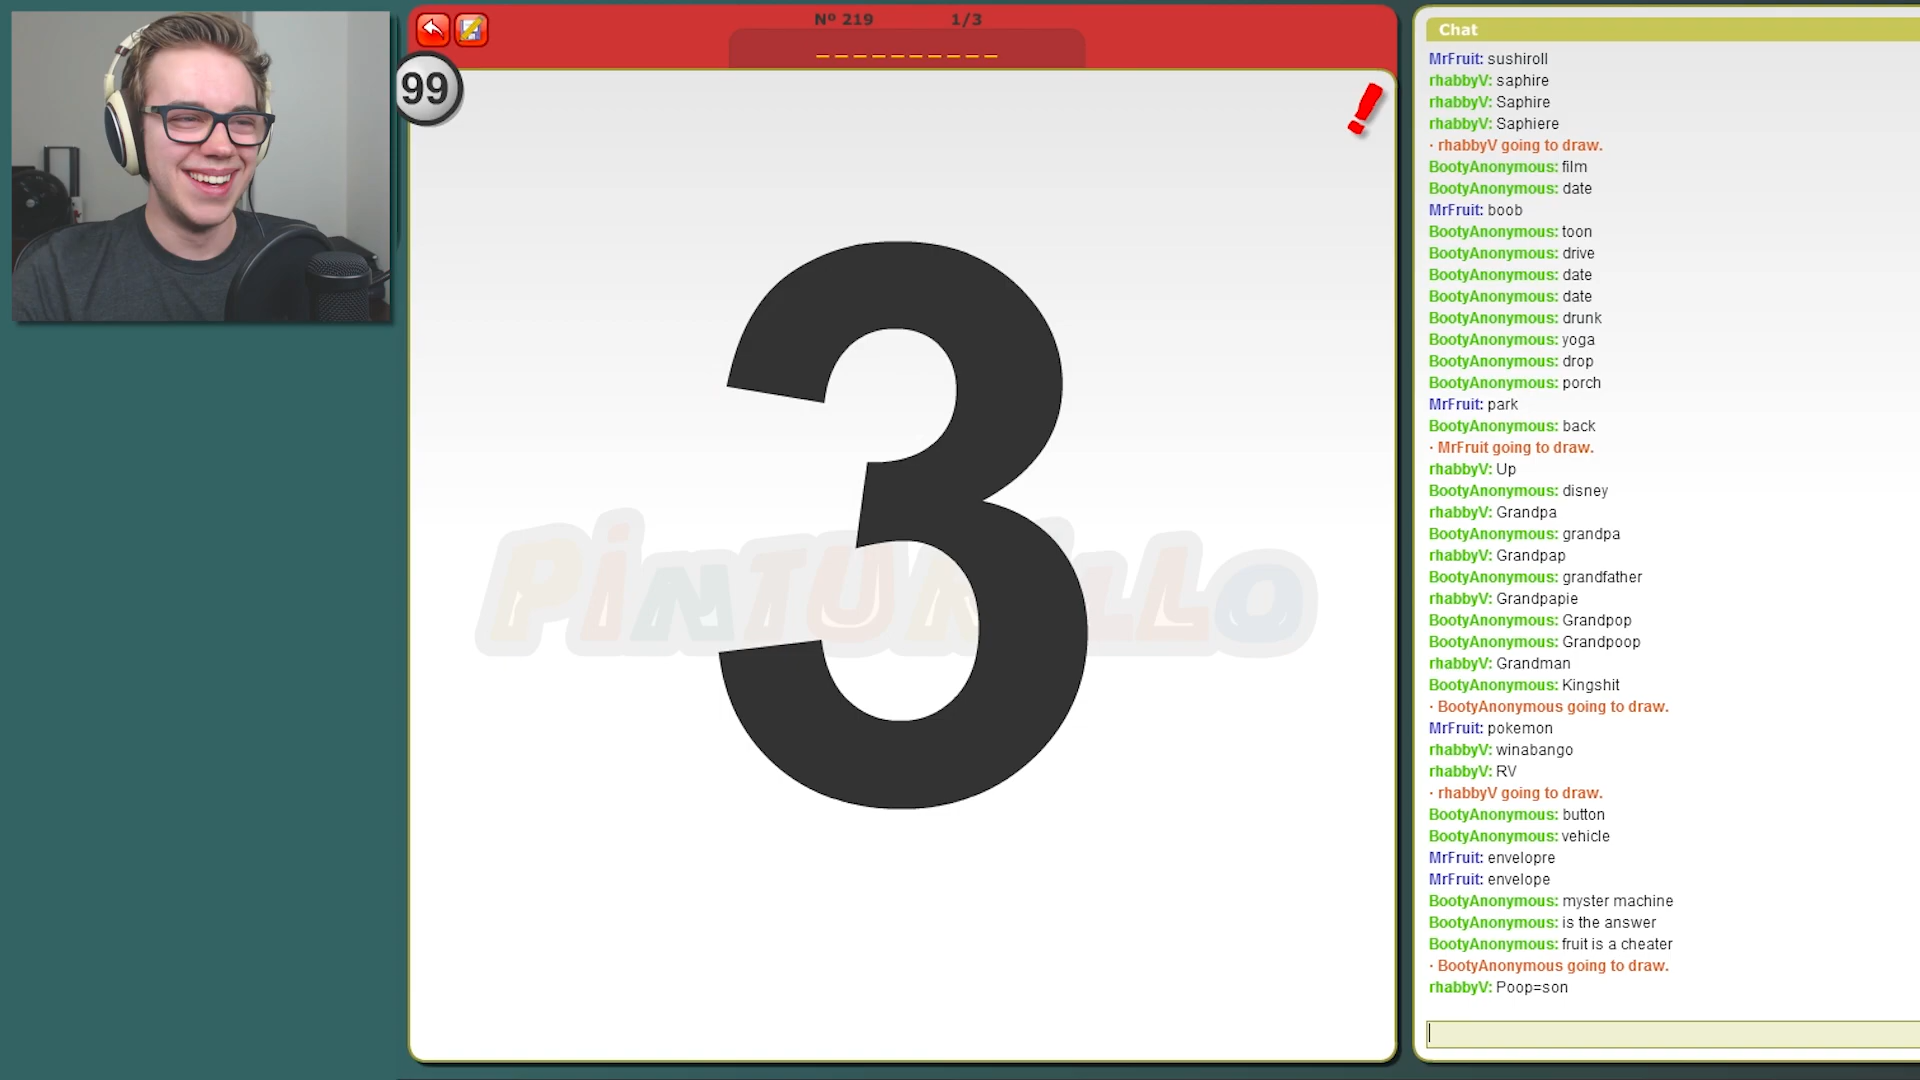 Nº 219 1/3
_ _ _ _ _ _ _ _ _ _
99
3
PiNTURiLLO
Chat
MrFruit: sushiroll
rhabbyV: saphire
rhabbyV: Saphire
rhabbyV: Saphiere
· rhabbyV going to draw.
BootyAnonymous: film
BootyAnonymous: date
MrFruit: boob
BootyAnonymous: toon
BootyAnonymous: drive
BootyAnonymous: date
BootyAnonymous: date
BootyAnonymous: drunk
BootyAnonymous: yoga
BootyAnonymous: drop
BootyAnonymous: porch
MrFruit: park
BootyAnonymous: back
· MrFruit going to draw.
rhabbyV: Up
BootyAnonymous: disney
rhabbyV: Grandpa
BootyAnonymous: grandpa
rhabbyV: Grandpap
BootyAnonymous: grandfather
rhabbyV: Grandpapie
BootyAnonymous: Grandpop
BootyAnonymous: Grandpoop
rhabbyV: Grandman
BootyAnonymous: Kingshit
· BootyAnonymous going to draw.
MrFruit: pokemon
rhabbyV: winabango
rhabbyV: RV
· rhabbyV going to draw.
BootyAnonymous: button
BootyAnonymous: vehicle
MrFruit: envelopre
MrFruit: envelope
BootyAnonymous: myster machine
BootyAnonymous: is the answer
BootyAnonymous: fruit is a cheater
· BootyAnonymous going to draw.
rhabbyV: Poop=son